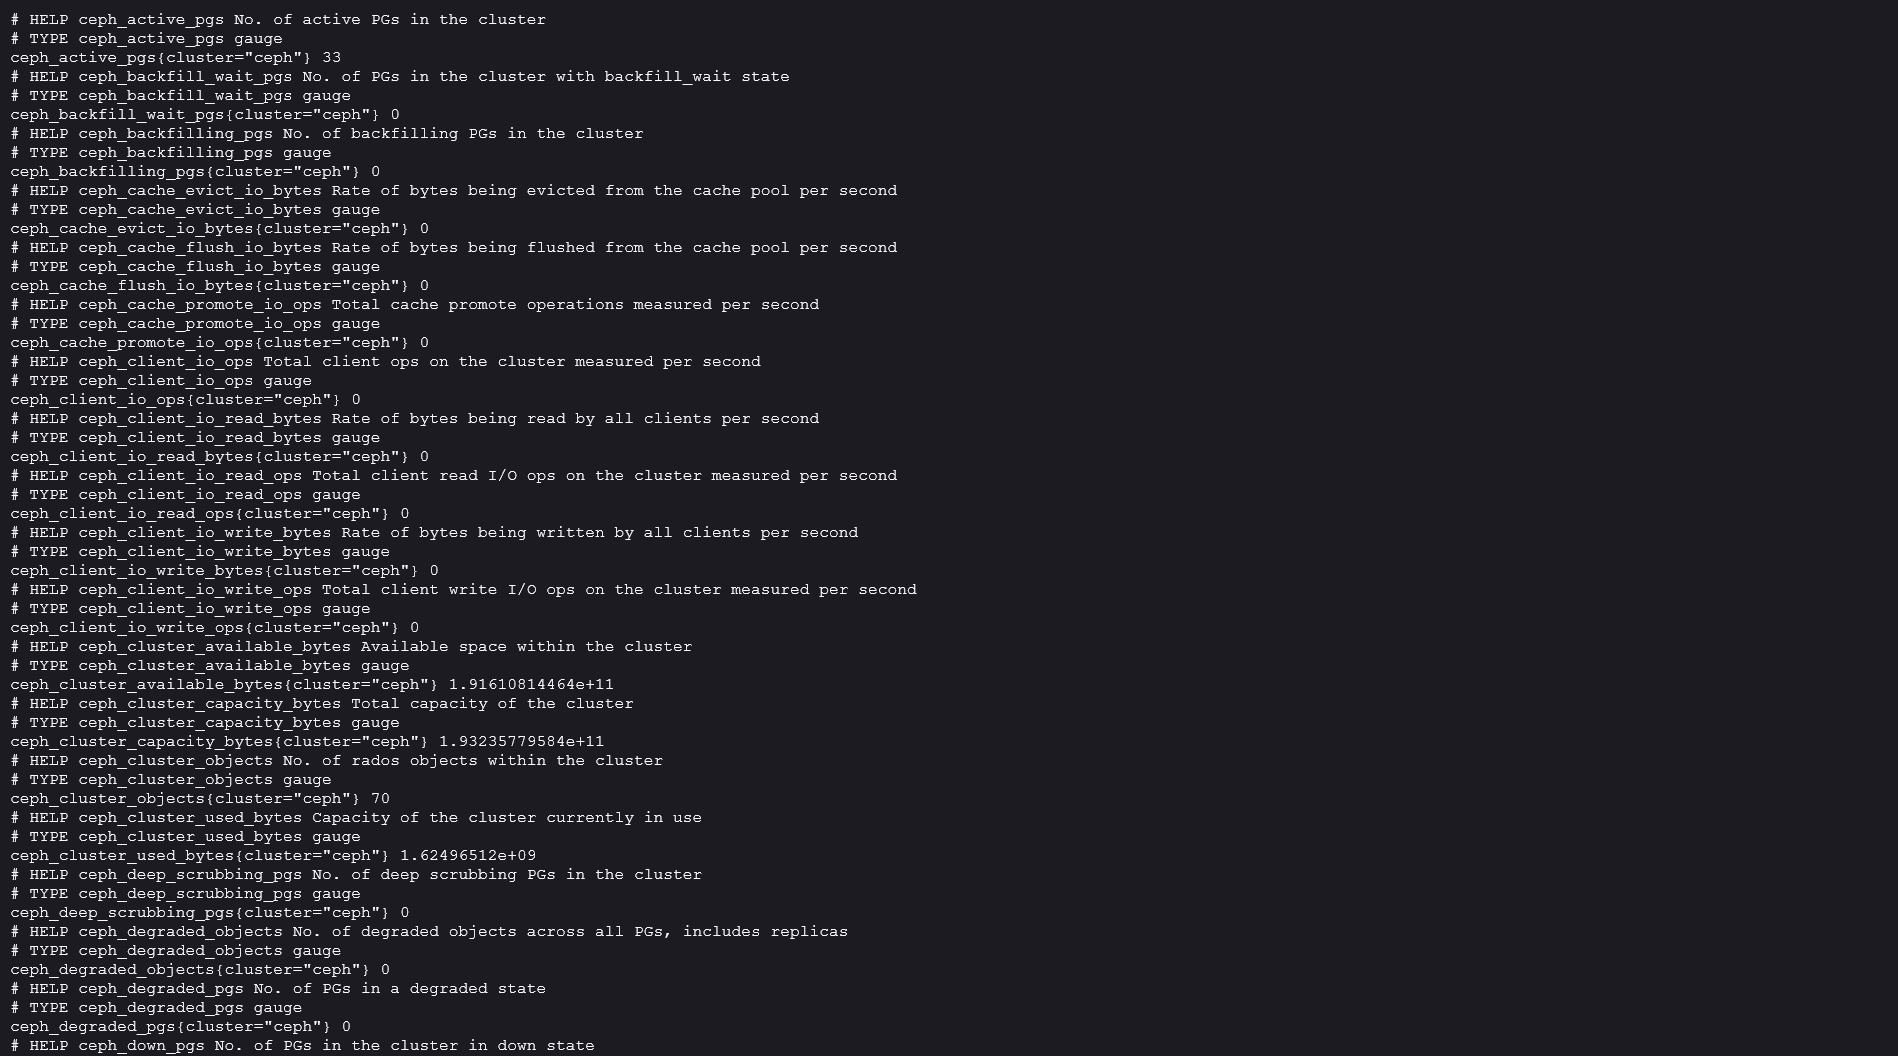 # HELP ceph_active_pgs No. of active PGs in the cluster
# TYPE ceph_active_pgs gauge
ceph_active_pgs{cluster="ceph"} 33
# HELP ceph_backfill_wait_pgs No. of PGs in the cluster with backfill_wait state
# TYPE ceph_backfill_wait_pgs gauge
ceph_backfill_wait_pgs{cluster="ceph"} 0
# HELP ceph_backfilling_pgs No. of backfilling PGs in the cluster
# TYPE ceph_backfilling_pgs gauge
ceph_backfilling_pgs{cluster="ceph"} 0
# HELP ceph_cache_evict_io_bytes Rate of bytes being evicted from the cache pool per second
# TYPE ceph_cache_evict_io_bytes gauge
ceph_cache_evict_io_bytes{cluster="ceph"} 0
# HELP ceph_cache_flush_io_bytes Rate of bytes being flushed from the cache pool per second
# TYPE ceph_cache_flush_io_bytes gauge
ceph_cache_flush_io_bytes{cluster="ceph"} 0
# HELP ceph_cache_promote_io_ops Total cache promote operations measured per second
# TYPE ceph_cache_promote_io_ops gauge
ceph_cache_promote_io_ops{cluster="ceph"} 0
# HELP ceph_client_io_ops Total client ops on the cluster measured per second
# TYPE ceph_client_io_ops gauge
ceph_client_io_ops{cluster="ceph"} 0
# HELP ceph_client_io_read_bytes Rate of bytes being read by all clients per second
# TYPE ceph_client_io_read_bytes gauge
ceph_client_io_read_bytes{cluster="ceph"} 0
# HELP ceph_client_io_read_ops Total client read I/O ops on the cluster measured per second
# TYPE ceph_client_io_read_ops gauge
ceph_client_io_read_ops{cluster="ceph"} 0
# HELP ceph_client_io_write_bytes Rate of bytes being written by all clients per second
# TYPE ceph_client_io_write_bytes gauge
ceph_client_io_write_bytes{cluster="ceph"} 0
# HELP ceph_client_io_write_ops Total client write I/O ops on the cluster measured per second
# TYPE ceph_client_io_write_ops gauge
ceph_client_io_write_ops{cluster="ceph"} 0
# HELP ceph_cluster_available_bytes Available space within the cluster
# TYPE ceph_cluster_available_bytes gauge
ceph_cluster_available_bytes{cluster="ceph"} 1.91610814464e+11
# HELP ceph_cluster_capacity_bytes Total capacity of the cluster
# TYPE ceph_cluster_capacity_bytes gauge
ceph_cluster_capacity_bytes{cluster="ceph"} 1.93235779584e+11
# HELP ceph_cluster_objects No. of rados objects within the cluster
# TYPE ceph_cluster_objects gauge
ceph_cluster_objects{cluster="ceph"} 70
# HELP ceph_cluster_used_bytes Capacity of the cluster currently in use
# TYPE ceph_cluster_used_bytes gauge
ceph_cluster_used_bytes{cluster="ceph"} 1.62496512e+09
# HELP ceph_deep_scrubbing_pgs No. of deep scrubbing PGs in the cluster
# TYPE ceph_deep_scrubbing_pgs gauge
ceph_deep_scrubbing_pgs{cluster="ceph"} 0
# HELP ceph_degraded_objects No. of degraded objects across all PGs, includes replicas
# TYPE ceph_degraded_objects gauge
ceph_degraded_objects{cluster="ceph"} 0
# HELP ceph_degraded_pgs No. of PGs in a degraded state
# TYPE ceph_degraded_pgs gauge
ceph_degraded_pgs{cluster="ceph"} 0
# HELP ceph_down_pgs No. of PGs in the cluster in down state